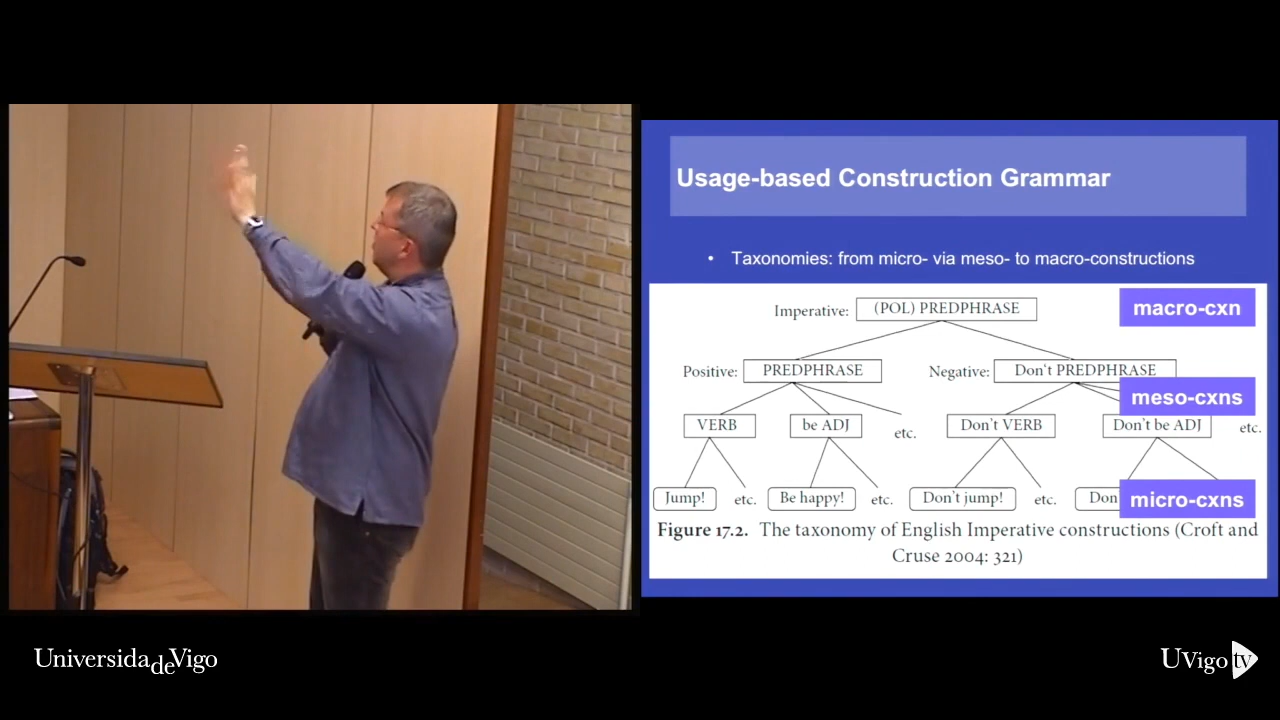 Usage-based Construction Grammar
• Taxonomies: from micro- via meso- to macro-constructions
Imperative: (POL) PREDPHRASE
macro-cxn
Positive: PREDPHRASE Negative: Don't PREDPHRASE
meso-cxns
VERB be ADJ etc. Don't VERB Don't be ADJ etc.
Jump! etc. Be happy! etc. Don't jump! etc. Don
micro-cxns
Figure 17.2. The taxonomy of English Imperative constructions (Croft and
Cruse 2004: 321)
UniversidadeVigo
UVigo tv